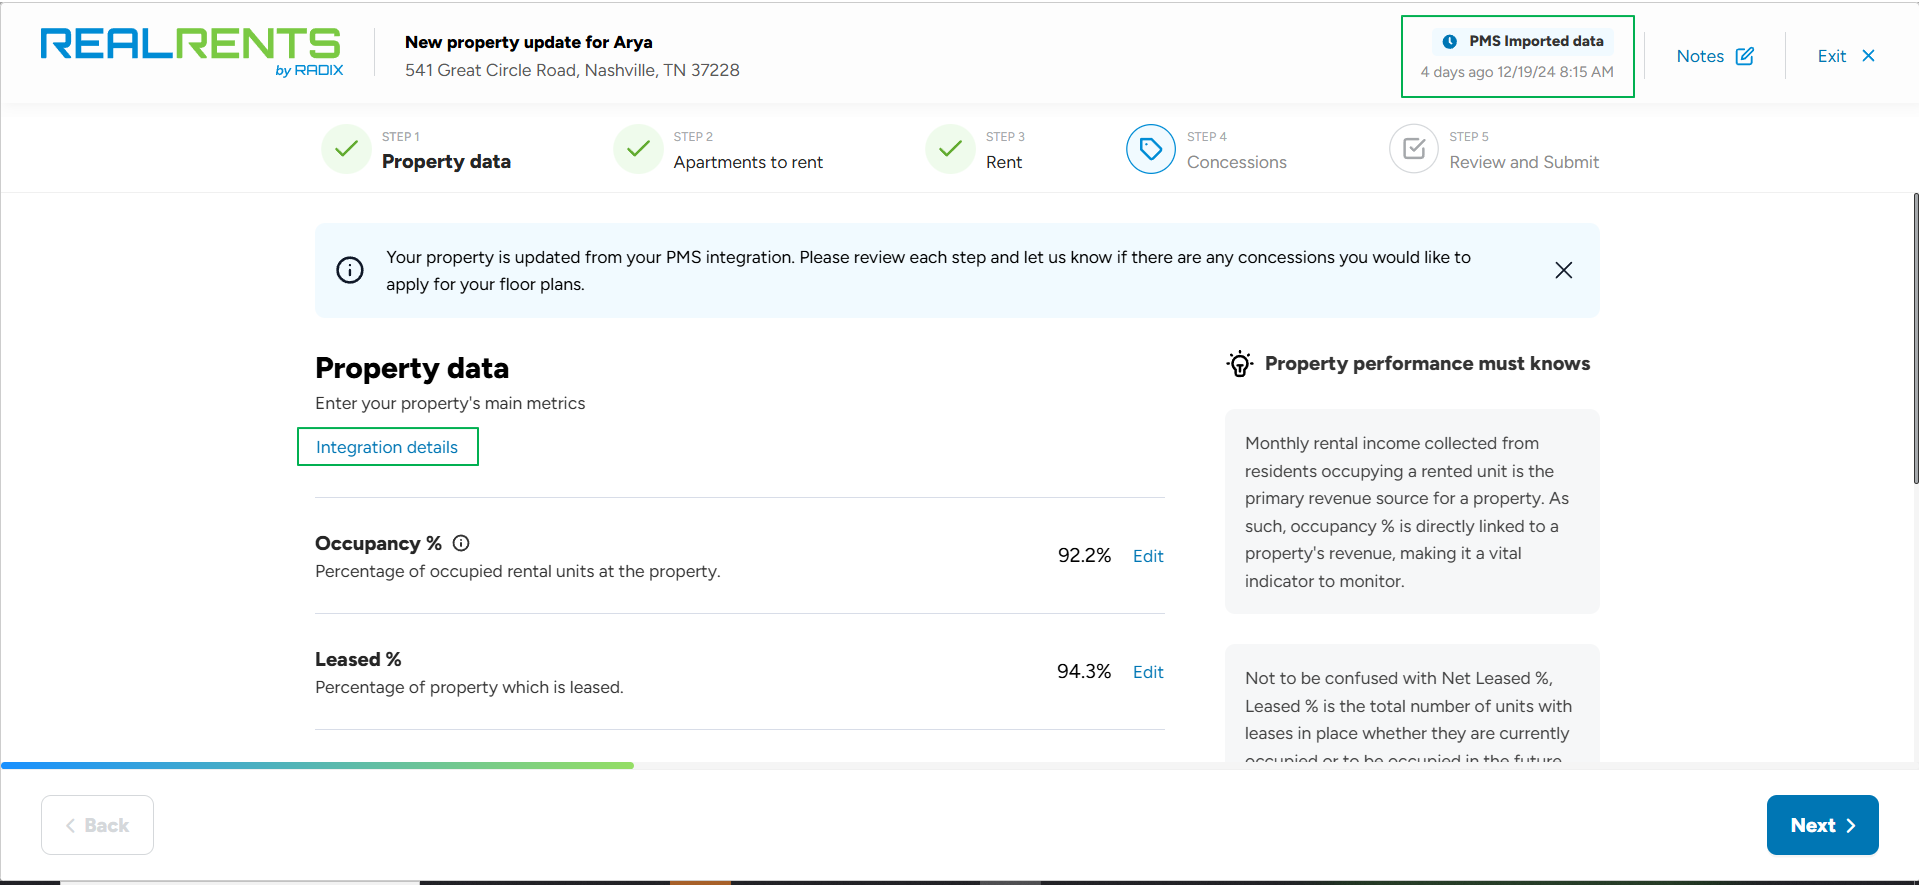 REALRENTS
by RADIX
New property update for Arya
541 Great Circle Road, Nashville, TN 37228
PMS Imported data
4 days ago 12/19/24 8:15 AM
Notes
Exit
STEP 1
Property data
STEP 2
Apartments to rent
STEP 3
Rent
STEP 4
Concessions
STEP 5
Review and Submit
Your property is updated from your PMS integration. Please review each step and let us know if there are any concessions you would like to
apply for your floor plans.
Property data
Enter your property's main metrics
Integration details
Occupancy %
Percentage of occupied rental units at the property.
92.2%
Edit
Leased %
Percentage of property which is leased.
94.3%
Edit
Property performance must knows
Monthly rental income collected from
residents occupying a rented unit is the
primary revenue source for a property. As
such, occupancy % is directly linked to a
property's revenue, making it a vital
indicator to monitor.
Not to be confused with Net Leased %,
Leased % is the total number of units with
leases in place whether they are currently
occupied or to be occupied in the future
Back
Next